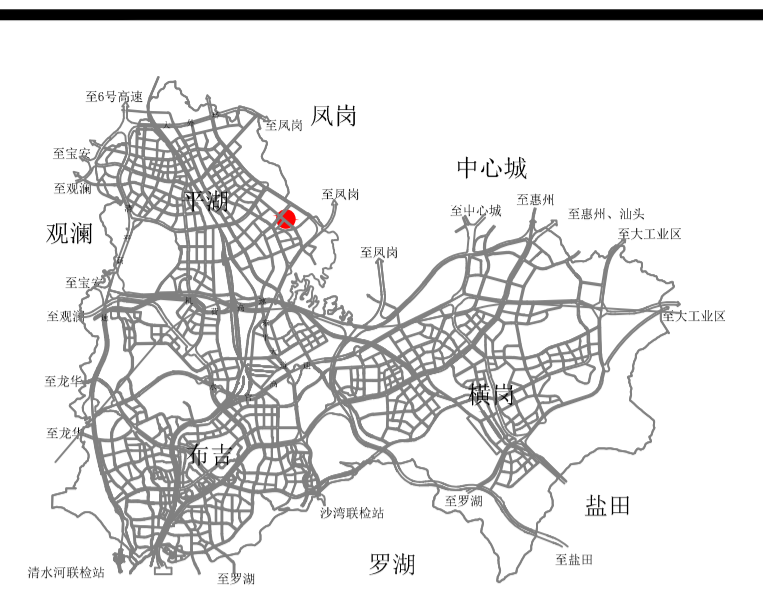 至6号高速
凤岗
至凤岗
至宝安
中心城
至观澜
平湖
至凤岗
至惠州
至中心城
至惠州、汕头
观澜
至大工业区
至凤岗
至宝安
至观澜
至大工业区
至龙华
横岗
至龙华
布吉
至罗湖
盐田
沙湾联检站
至盐田
罗湖
清水河联检站
至罗湖